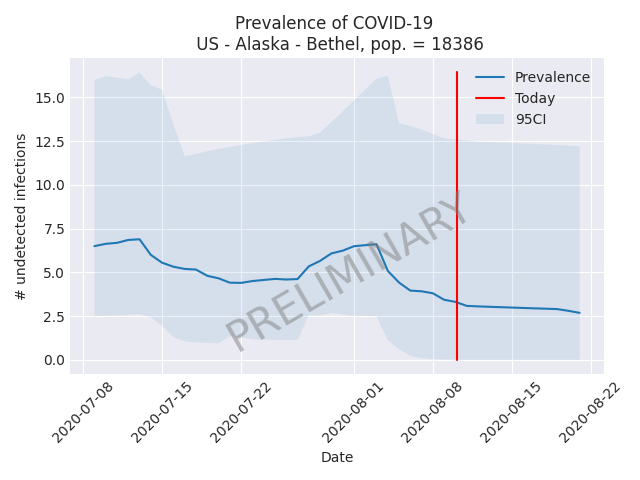 Prevalence of COVID-19
US - Alaska - Bethel, pop. = 18386
# undetected infections
15.0
12.5
10.0
7.5
5.0
2.5
0.0
Prevalence
Today
95CI
PRELIMINARY
2020-07-08
2020-07-15
2020-07-22
2020-08-01
2020-08-08
2020-08-15
2020-08-22
Date